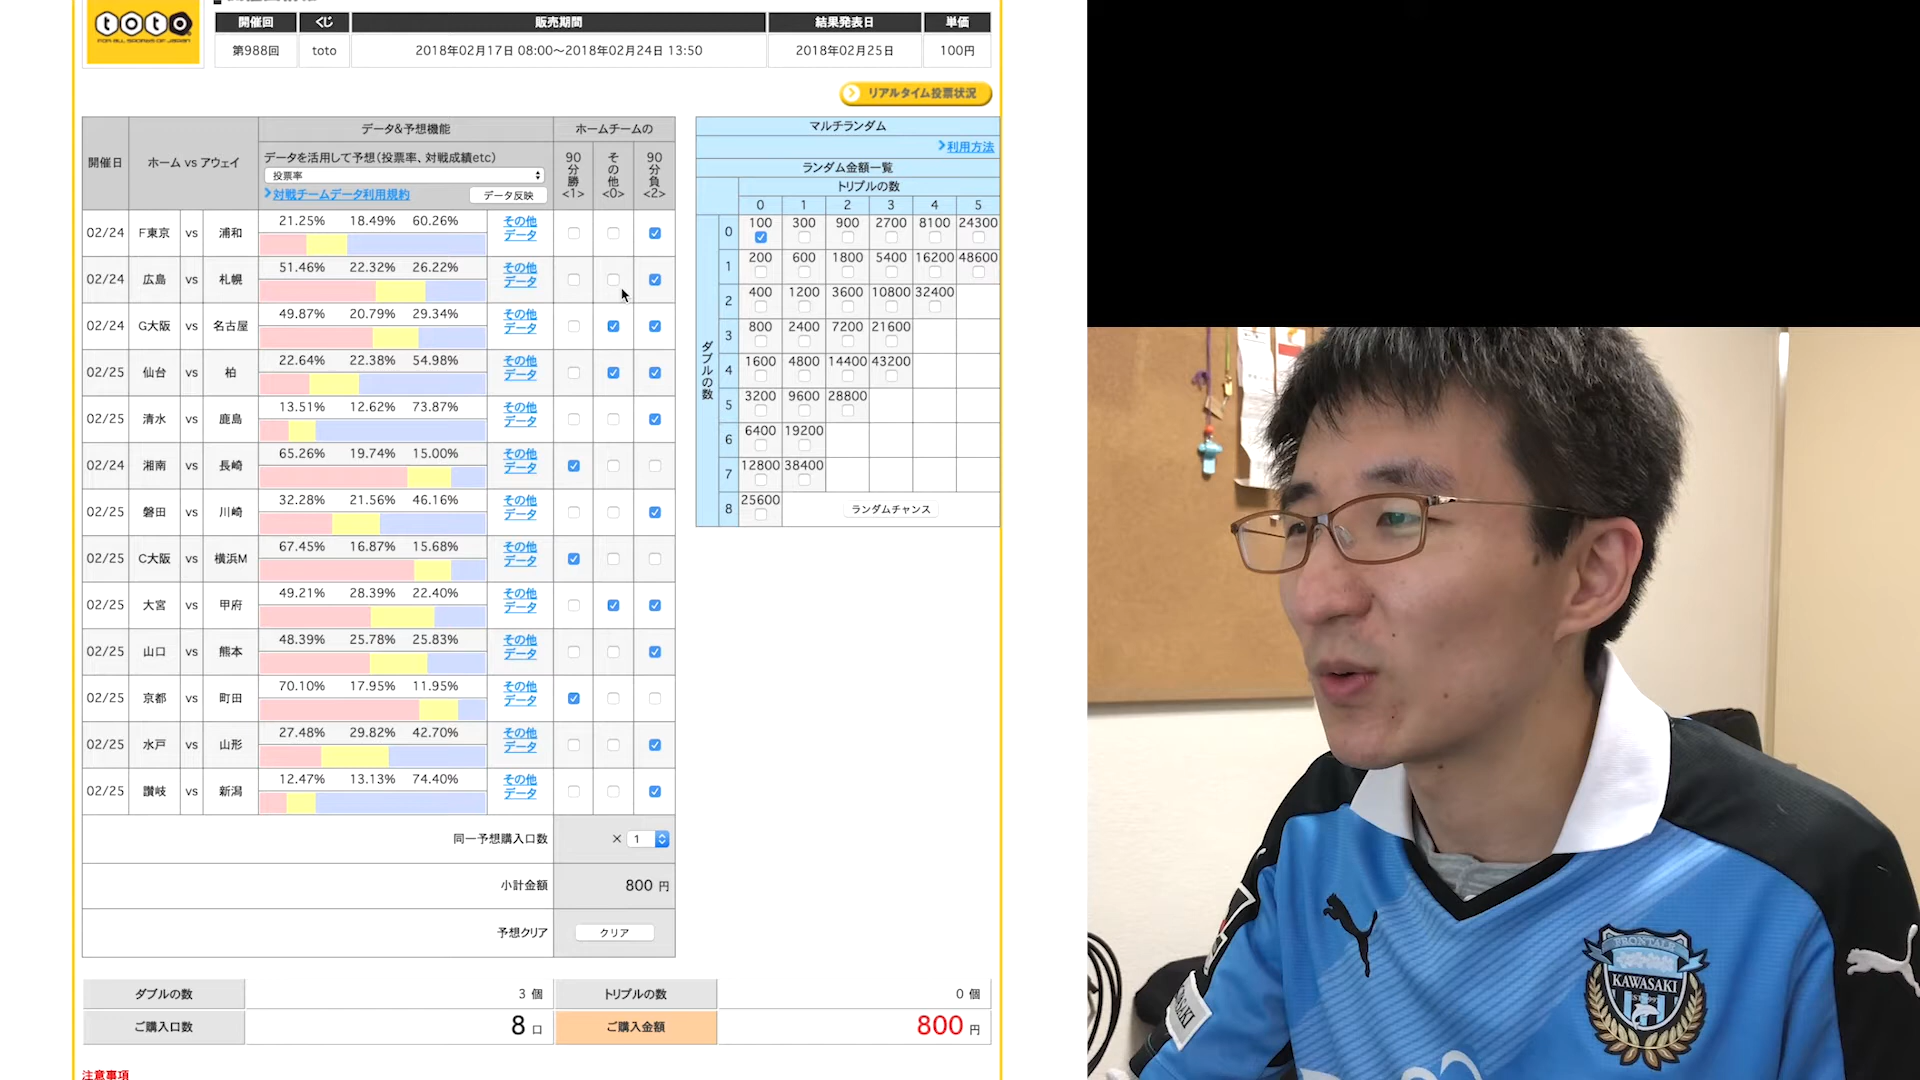 toto
FOR ALL SPORTS OF JAPAN
開催回 くじ 販売期間 結果発表日 単価
第988回 toto 2018年02月17日 08:00～2018年02月24日 13:50 2018年02月25日 100円
リアルタイム投票状況
開催日 ホーム vs アウェイ データ&予想機能 ホームチームの
データを活用して予想(投票率、対戦成績etc)
投票率
対戦チームデータ利用規約 データ反映
90分勝<1> その他<0> 90分負<2>
02/24 F東京 vs 浦和 21.25% 18.49% 60.26% その他データ
02/24 広島 vs 札幌 51.46% 22.32% 26.22% その他データ
02/24 G大阪 vs 名古屋 49.87% 20.79% 29.34% その他データ
02/25 仙台 vs 柏 22.64% 22.38% 54.98% その他データ
02/25 清水 vs 鹿島 13.51% 12.62% 73.87% その他データ
02/24 湘南 vs 長崎 65.26% 19.74% 15.00% その他データ
02/25 磐田 vs 川崎 32.28% 21.56% 46.16% その他データ
02/25 C大阪 vs 横浜M 67.45% 16.87% 15.68% その他データ
02/25 大宮 vs 甲府 49.21% 28.39% 22.40% その他データ
02/25 山口 vs 熊本 48.39% 25.78% 25.83% その他データ
02/25 京都 vs 町田 70.10% 17.95% 11.95% その他データ
02/25 水戸 vs 山形 27.48% 29.82% 42.70% その他データ
02/25 讃岐 vs 新潟 12.47% 13.13% 74.40% その他データ
同一予想購入口数 × 1
小計金額 800 円
予想クリア クリア
マルチランダム
利用方法
ランダム金額一覧
トリプルの数
0 1 2 3 4 5
ダブルの数
0 100 300 900 2700 8100 24300
1 200 600 1800 5400 16200 48600
2 400 1200 3600 10800 32400
3 800 2400 7200 21600
4 1600 4800 14400 43200
5 3200 9600 28800
6 6400 19200
7 12800 38400
8 25600 ランダムチャンス
ダブルの数 3 個 トリプルの数 0 個
ご購入口数 8 口 ご購入金額 800 円
注意事項
FRONTALE
KAWASAKI